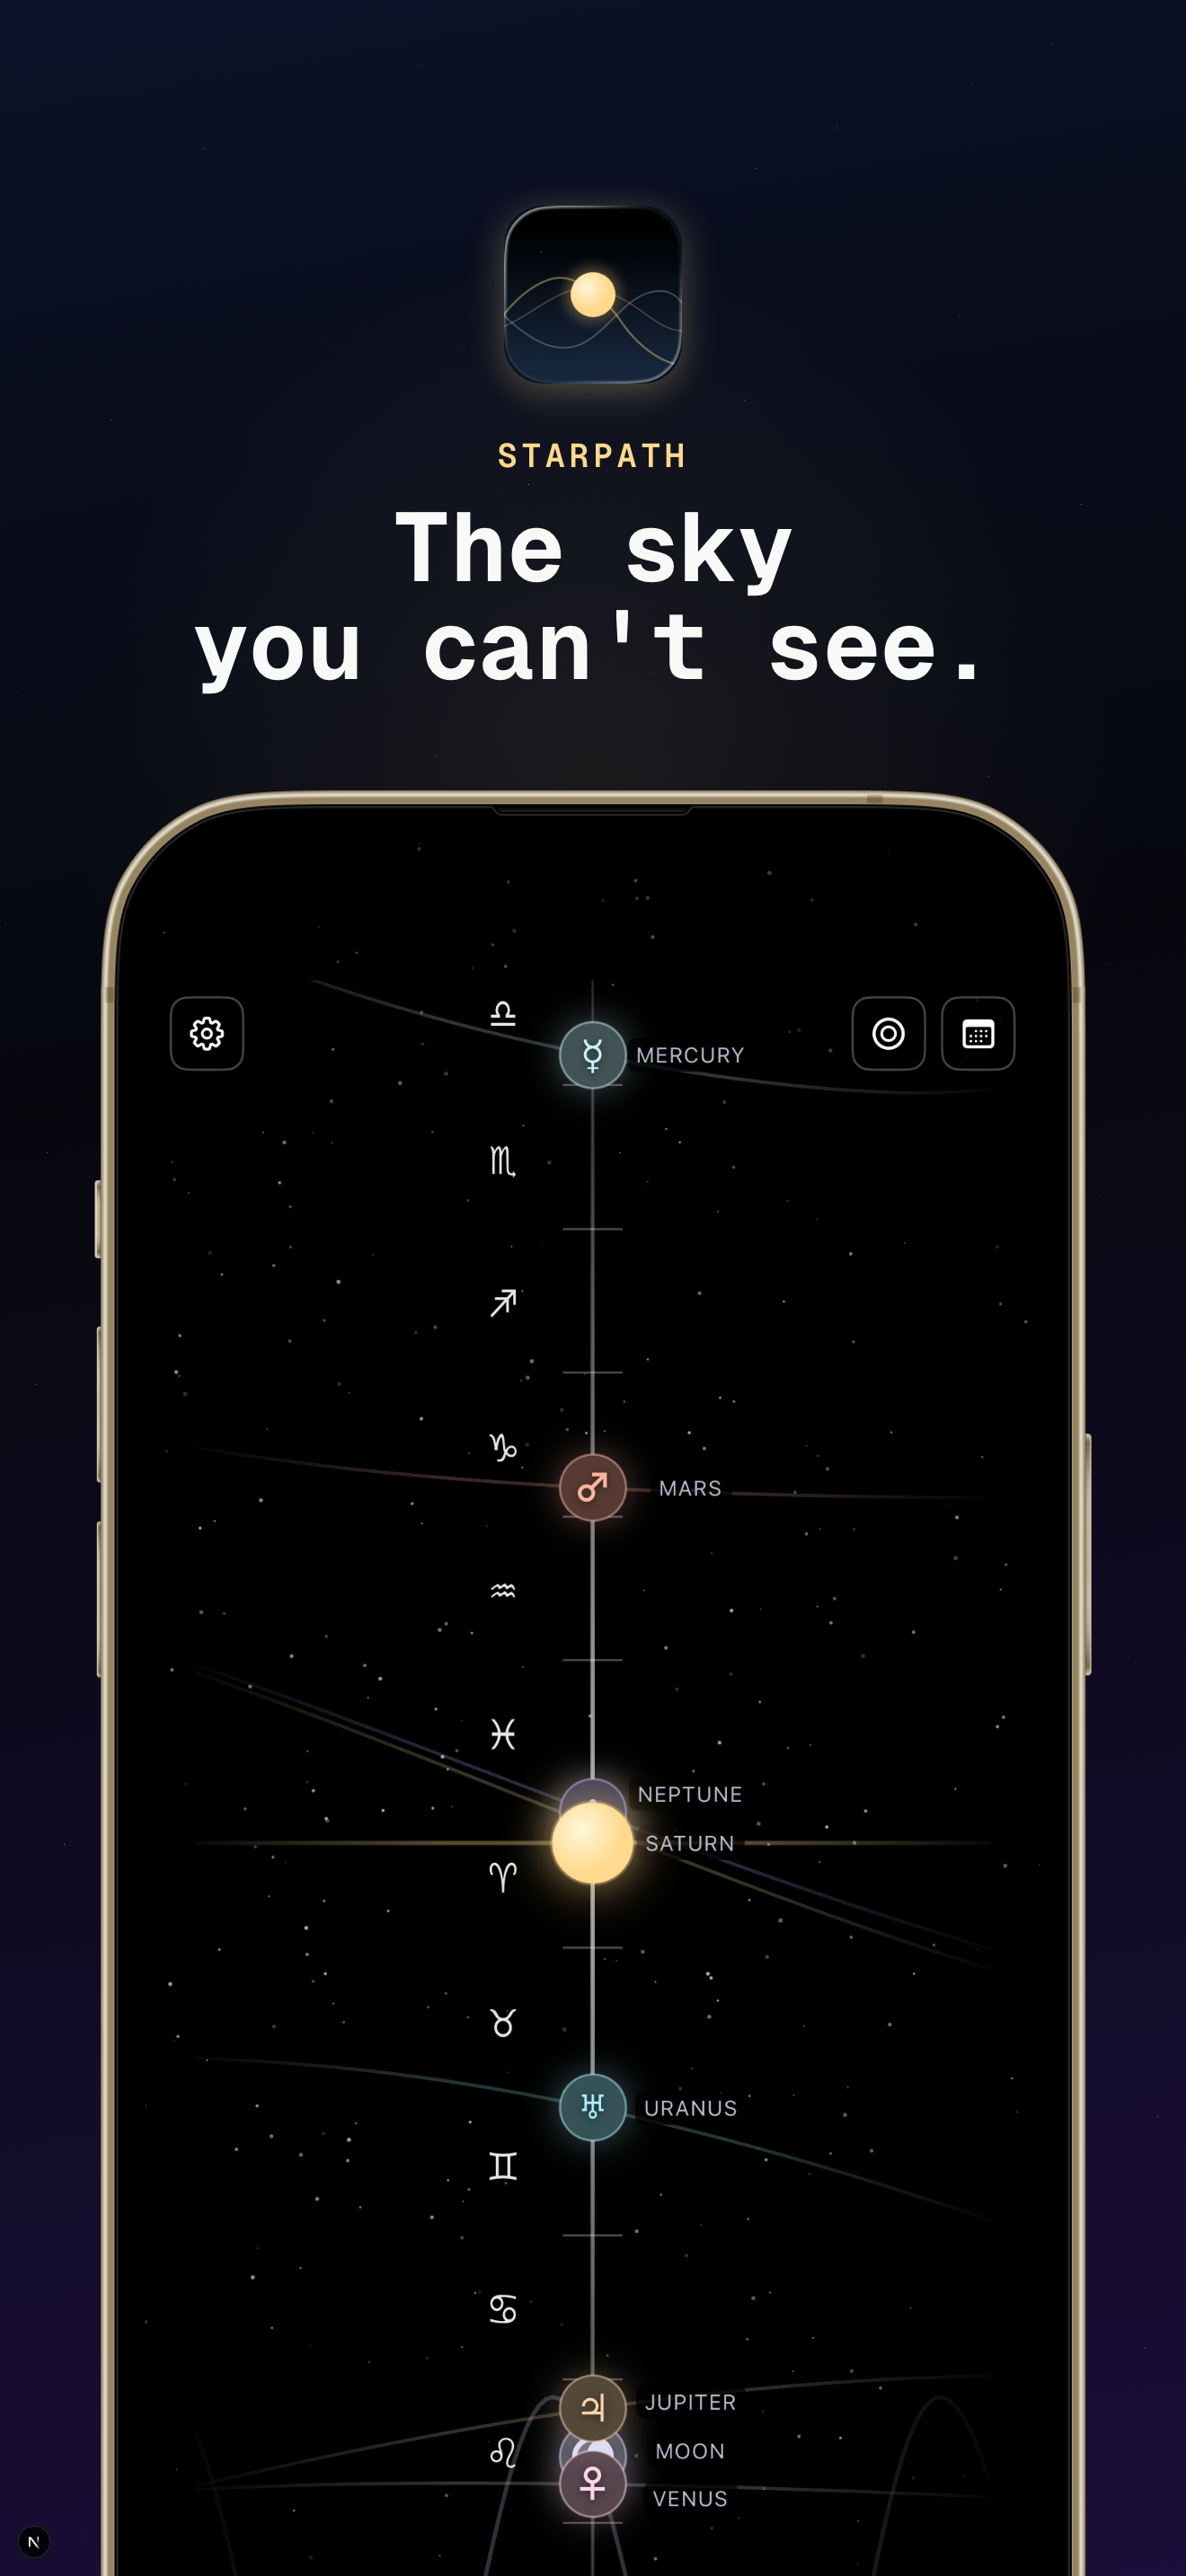 STARPATH
The sky
you can't see.
♎
☿ MERCURY
♏
♐
♑
♂ MARS
♒
♓
NEPTUNE
SATURN
♈
♉
♅ URANUS
♊
♋
♃ JUPITER
♌ MOON
♀ VENUS
N